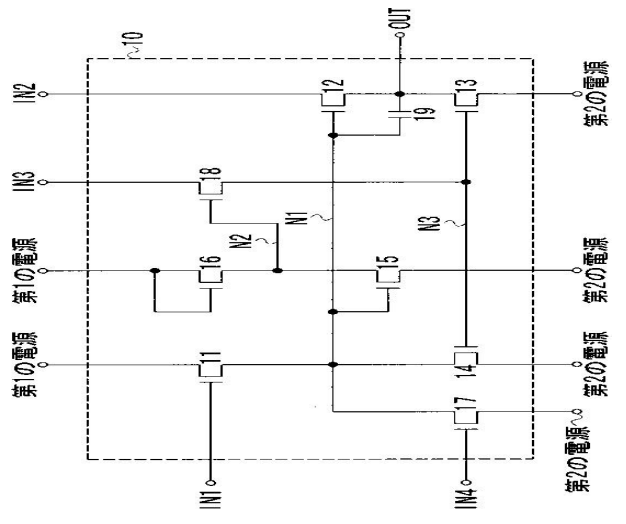 10
OUT
IN2
12
13
19
第2の電源
IN3
18
N1
N2
N3
第1の電源
16
15
第2の電源
第1の電源
11
14
第2の電源
17
第2の電源
IN1
IN4